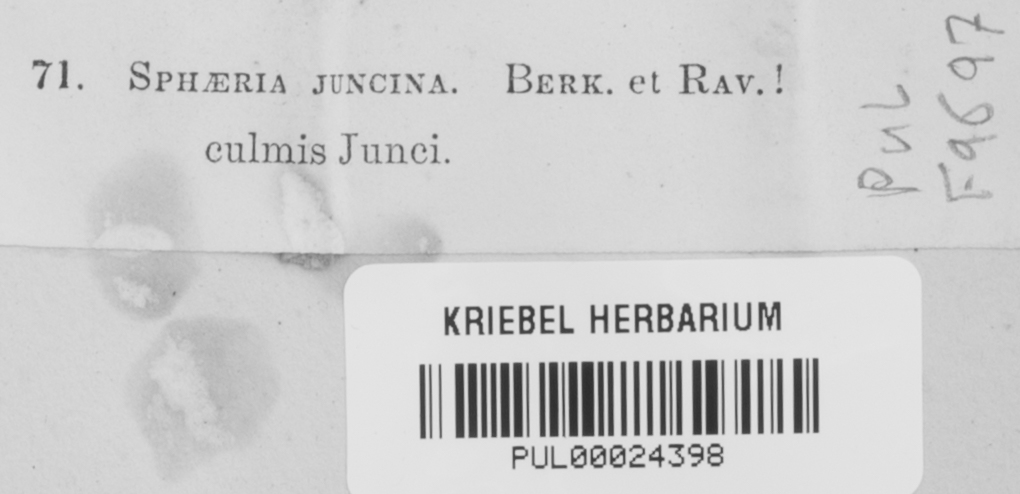 71. SPHÆRIA JUNCINA. BERK. et RAV.!
culmis Junci.
PUL
F9697
KRIEBEL HERBARIUM
PUL00024398